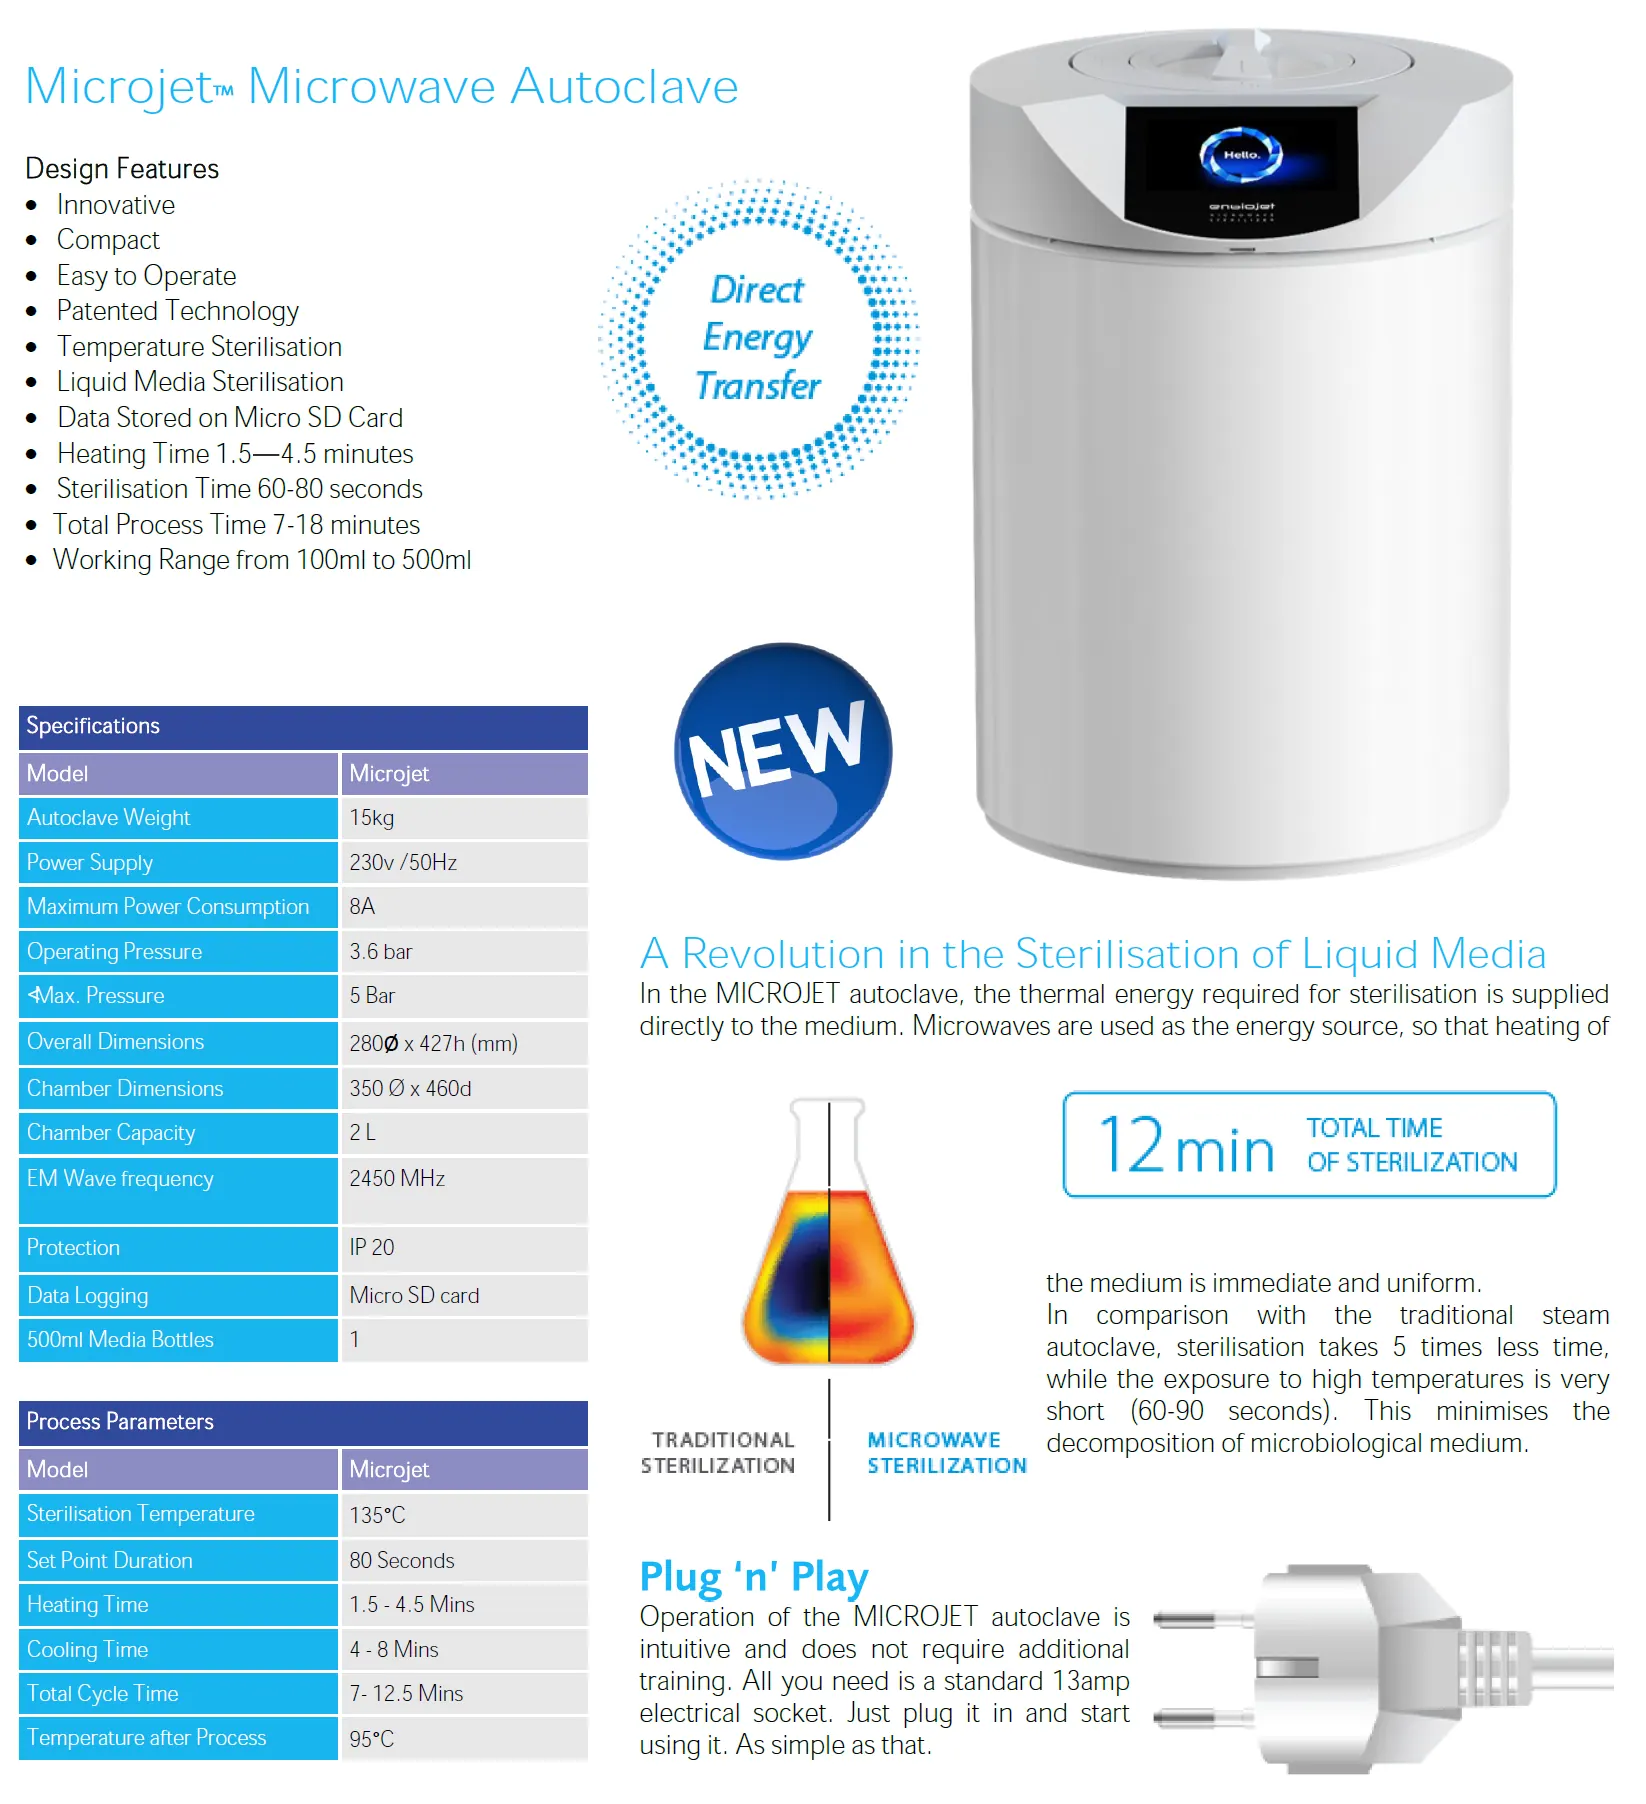 Microjet™ Microwave Autoclave
Design Features
• Innovative
• Compact
• Easy to Operate
• Patented Technology
• Temperature Sterilisation
• Liquid Media Sterilisation
• Data Stored on Micro SD Card
• Heating Time 1.5—4.5 minutes
• Sterilisation Time 60-80 seconds
• Total Process Time 7-18 minutes
• Working Range from 100ml to 500ml
Direct
Energy
Transfer
Hello.
enbiojet
MICROWAVE
STERILIZER
NEW
Specifications
Model Microjet
Autoclave Weight 15kg
Power Supply 230v /50Hz
Maximum Power Consumption 8A
Operating Pressure 3.6 bar
<Max. Pressure 5 Bar
Overall Dimensions 280Ø x 427h (mm)
Chamber Dimensions 350 Ø x 460d
Chamber Capacity 2 L
EM Wave frequency 2450 MHz
Protection IP 20
Data Logging Micro SD card
500ml Media Bottles 1
Process Parameters
Model Microjet
Sterilisation Temperature 135°C
Set Point Duration 80 Seconds
Heating Time 1.5 - 4.5 Mins
Cooling Time 4 - 8 Mins
Total Cycle Time 7- 12.5 Mins
Temperature after Process 95°C
A Revolution in the Sterilisation of Liquid Media
In the MICROJET autoclave, the thermal energy required for sterilisation is supplied
directly to the medium. Microwaves are used as the energy source, so that heating of
12 min TOTAL TIME
OF STERILIZATION
the medium is immediate and uniform.
In comparison with the traditional steam
autoclave, sterilisation takes 5 times less time,
while the exposure to high temperatures is very
short (60-90 seconds). This minimises the
decomposition of microbiological medium.
TRADITIONAL
STERILIZATION
MICROWAVE
STERILIZATION
Plug ‘n' Play
Operation of the MICROJET autoclave is
intuitive and does not require additional
training. All you need is a standard 13amp
electrical socket. Just plug it in and start
using it. As simple as that.